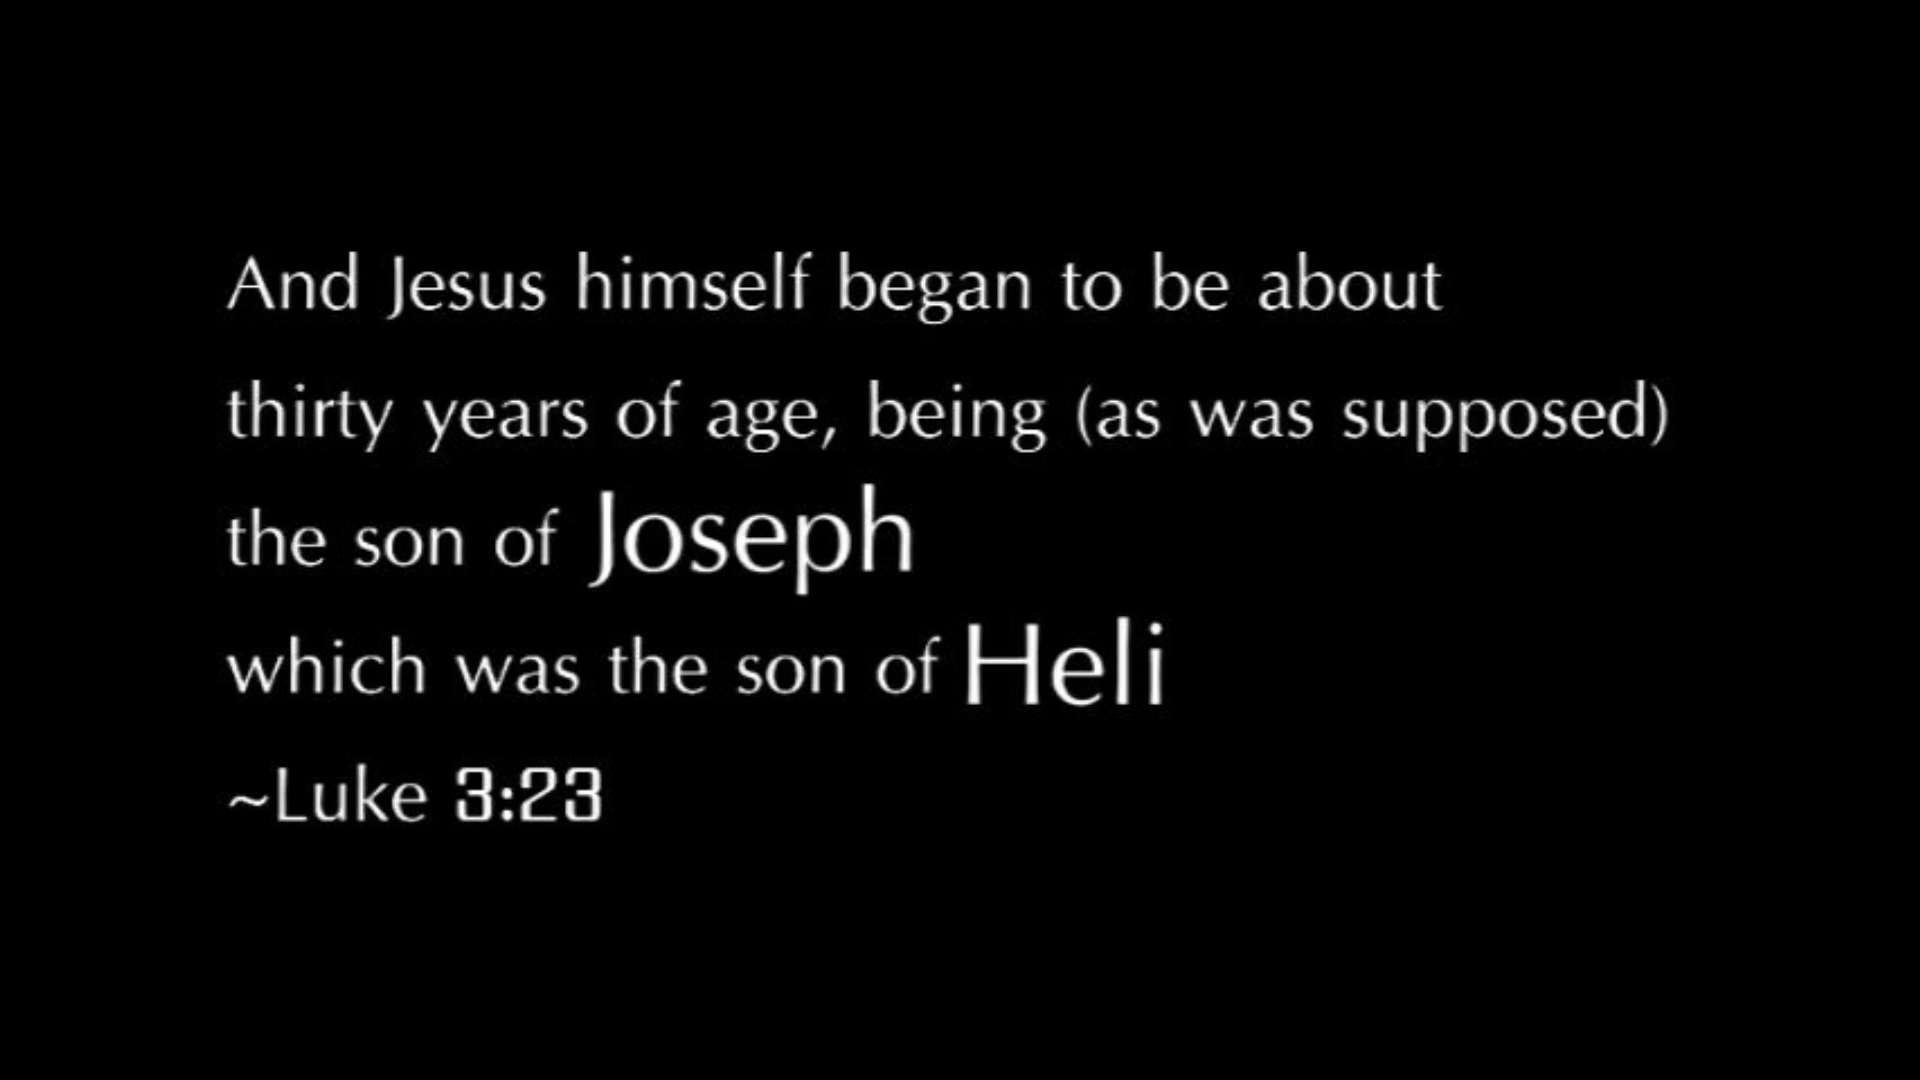 And Jesus himself began to be about
thirty years of age, being (as was supposed)
the son of Joseph
which was the son of Heli
~Luke 3:23